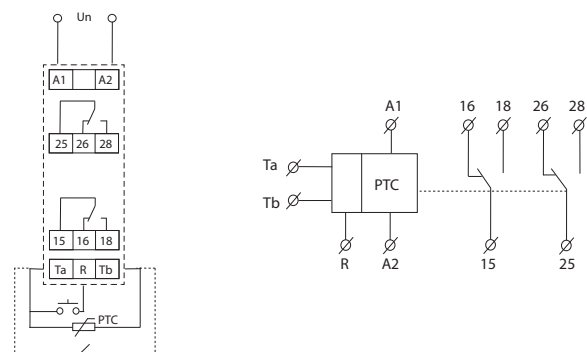 Un
A1 A2
25 26 28
15 16 18
Ta R Tb
PTC
A1 16 18 26 28
Ta
PTC
Tb
R A2 15 25